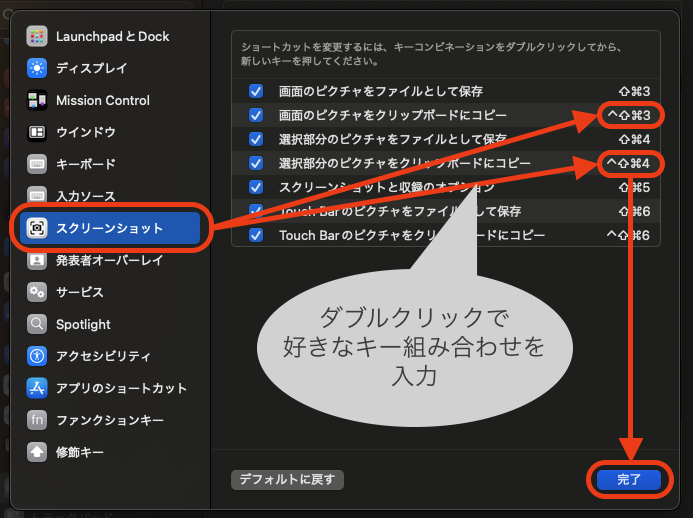 LaunchpadとDock
ディスプレイ
Mission Control
ウインドウ
キーボード
入力ソース
スクリーンショット
発表者オーバーレイ
サービス
Spotlight
アクセシビリティ
アプリのショートカット
fn ファンクションキー
修飾キー
ショートカットを変更するには、キーコンビネーションをダブルクリックしてから、
新しいキーを押してください。
画面のピクチャをファイルとして保存 ⇧⌘3
画面のピクチャをクリップボードにコピー ^⇧⌘3
選択部分のピクチャをファイルとして保存 ⇧⌘4
選択部分のピクチャをクリップボードにコピー ^⇧⌘4
スクリーンショットと収録のオプション ⇧⌘5
Touch Barのピクチャをファイルとして保存 ⇧⌘6
Touch Barのピクチャをクリップボードにコピー ^⇧⌘6
ダブルクリックで
好きなキー組み合わせを
入力
デフォルトに戻す
完了